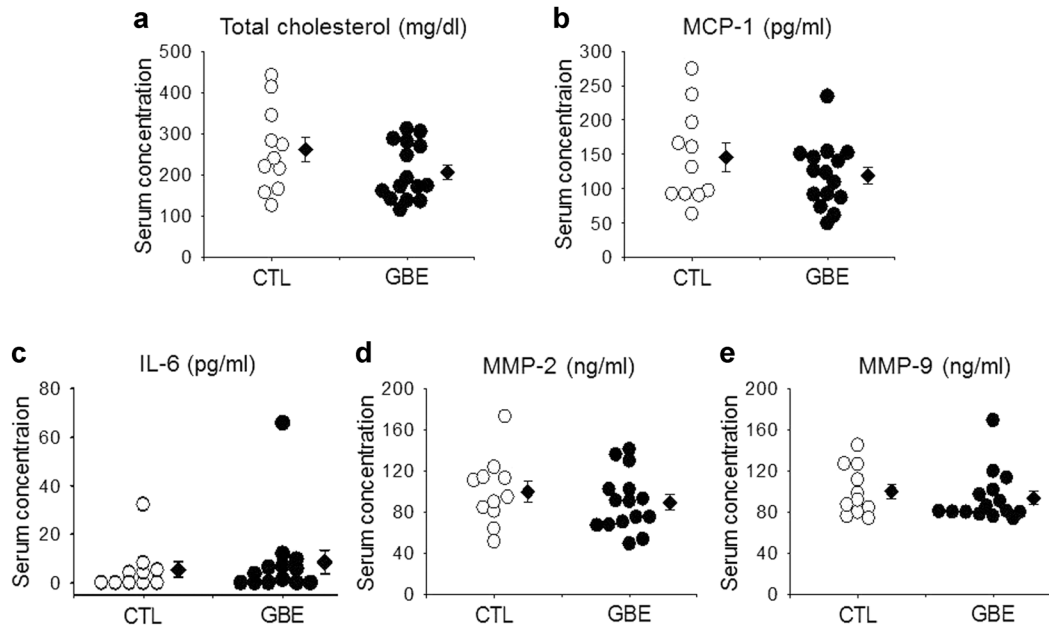 a
Total cholesterol (mg/dl)
Serum concentration
500
400
300
200
100
0
CTL
GBE
b
MCP-1 (pg/ml)
Serum concentraion
300
250
200
150
100
50
0
CTL
GBE
c
IL-6 (pg/ml)
Serum concentraion
80
60
40
20
0
CTL
GBE
d
MMP-2 (ng/ml)
Serum concentration
200
160
120
80
40
0
CTL
GBE
e
MMP-9 (ng/ml)
Serum concentration
200
160
120
80
40
0
CTL
GBE